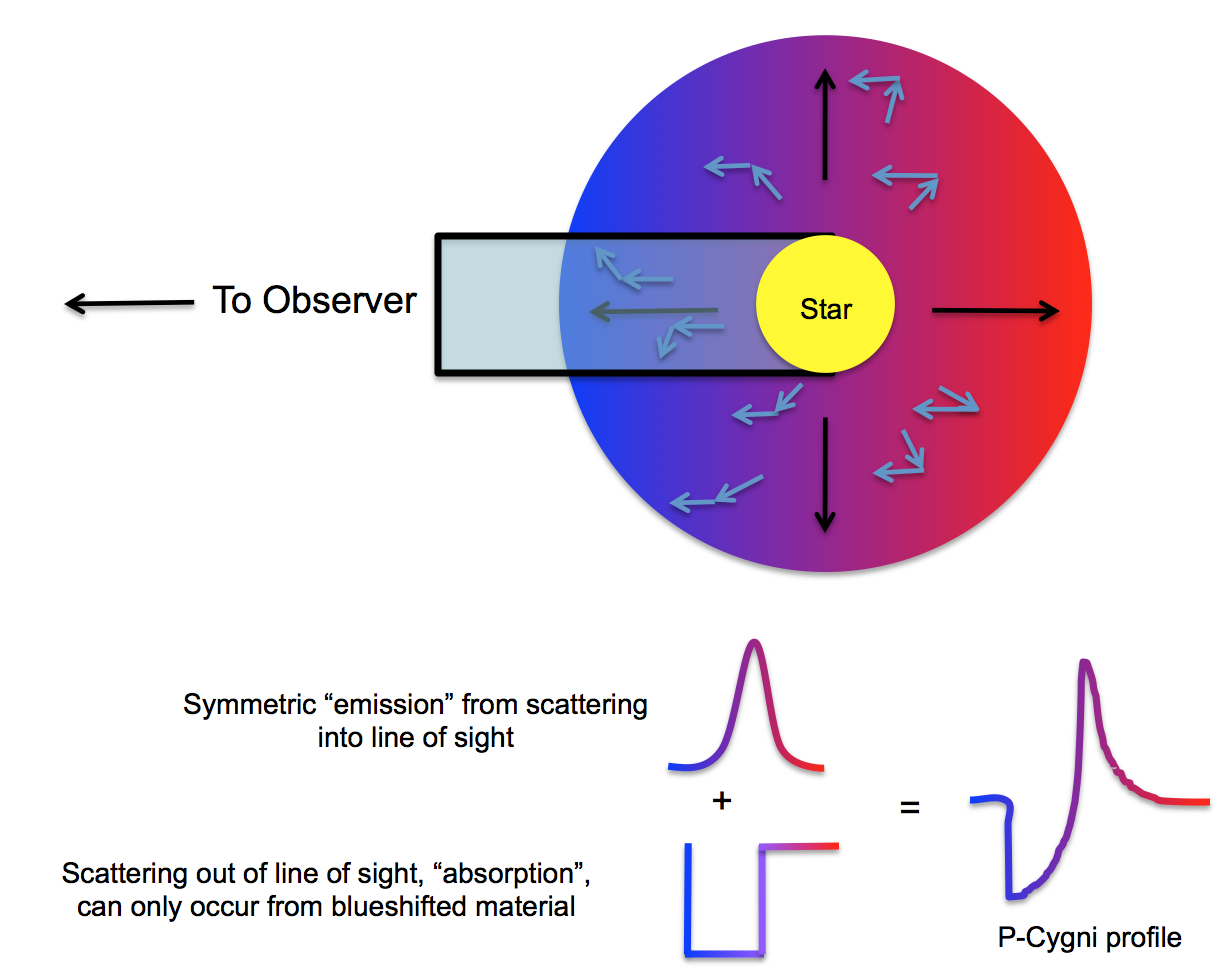 Star
To Observer
Symmetric “emission” from scattering
into line of sight
+
=
Scattering out of line of sight, “absorption”,
can only occur from blueshifted material
P-Cygni profile